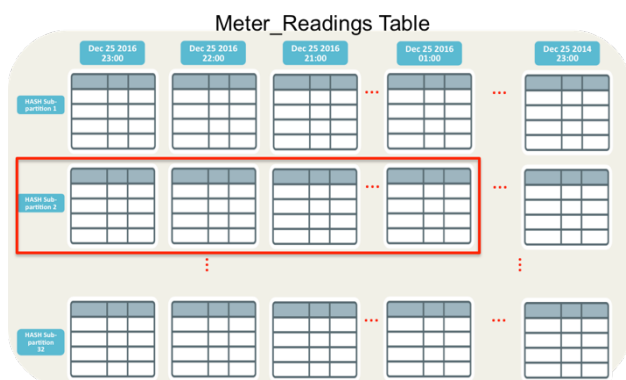 Meter_Readings Table
Dec 25 2016
23:00
Dec 25 2016
22:00
Dec 25 2016
21:00
Dec 25 2016
01:00
Dec 25 2014
23:00
HASH Sub-
partition 1
...
...
HASH Sub-
partition 2
...
...
HASH Sub-
partition
32
...
...